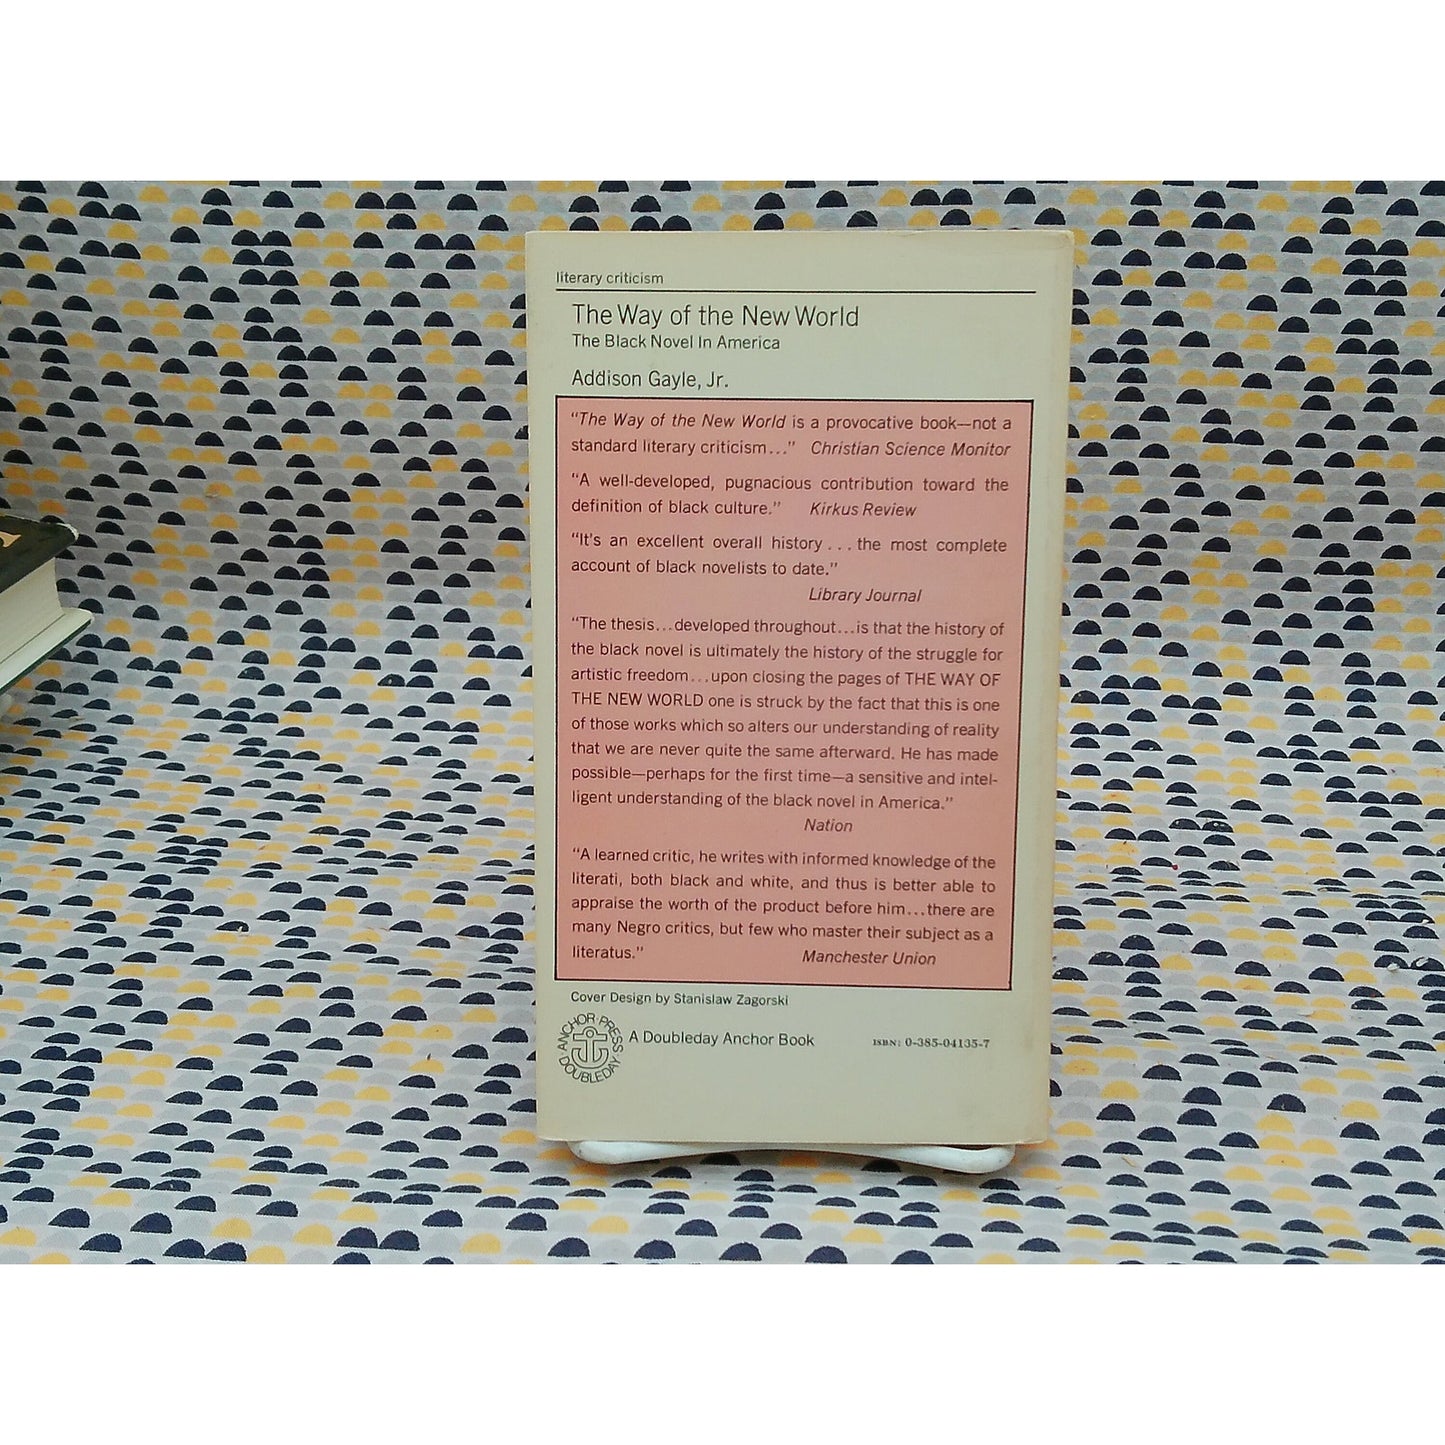 literary criticism
The Way of the New World
The Black Novel In America
Addison Gayle, Jr.
"The Way of the New World is a provocative book—not a
standard literary criticism..." Christian Science Monitor
"A well-developed, pugnacious contribution toward the
definition of black culture." Kirkus Review
"It's an excellent overall history . . . the most complete
account of black novelists to date."
Library Journal
"The thesis...developed throughout...is that the history of
the black novel is ultimately the history of the struggle for
artistic freedom...upon closing the pages of THE WAY OF
THE NEW WORLD one is struck by the fact that this is one
of those works which so alters our understanding of reality
that we are never quite the same afterward. He has made
possible—perhaps for the first time—a sensitive and intel-
ligent understanding of the black novel in America."
Nation
"A learned critic, he writes with informed knowledge of the
literati, both black and white, and thus is better able to
appraise the worth of the product before him...there are
many Negro critics, but few who master their subject as a
literatus." Manchester Union
Cover Design by Stanislaw Zagorski
ANCHOR PRESS DOUBLEDAY
A Doubleday Anchor Book ISBN: 0-385-04135-7